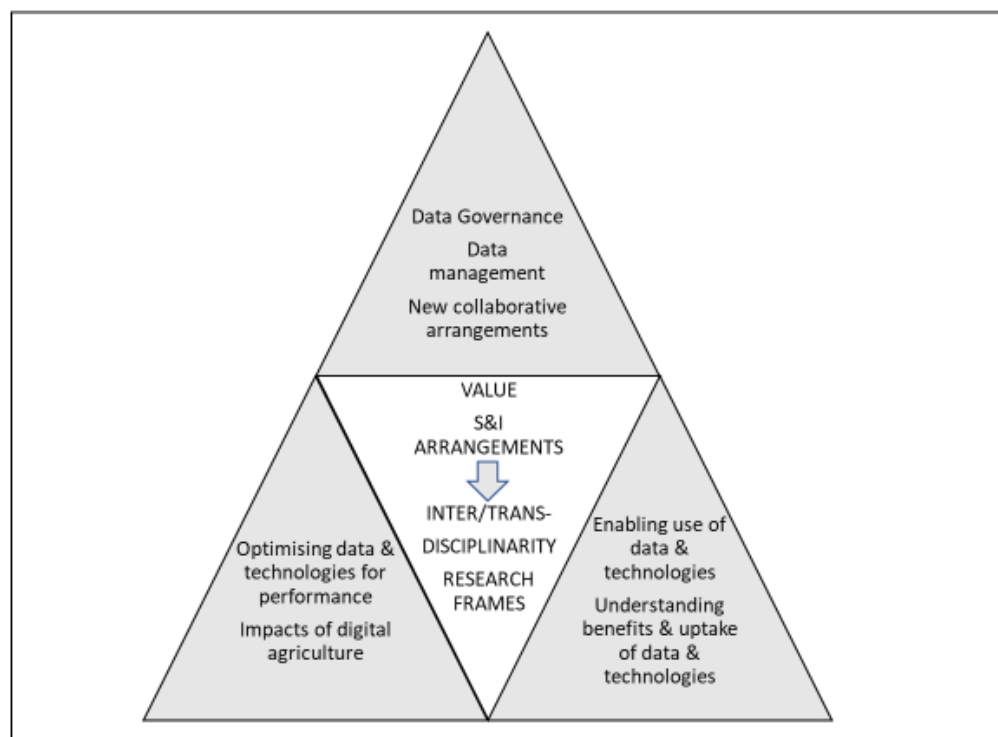 Data Governance
Data
management
New collaborative
arrangements
VALUE
S&I
ARRANGEMENTS
INTER/TRANS-
DISCIPLINARITY
RESEARCH
FRAMES
Optimising data &
technologies for
performance
Impacts of digital
agriculture
Enabling use of
data &
technologies
Understanding
benefits & uptake
of data &
technologies